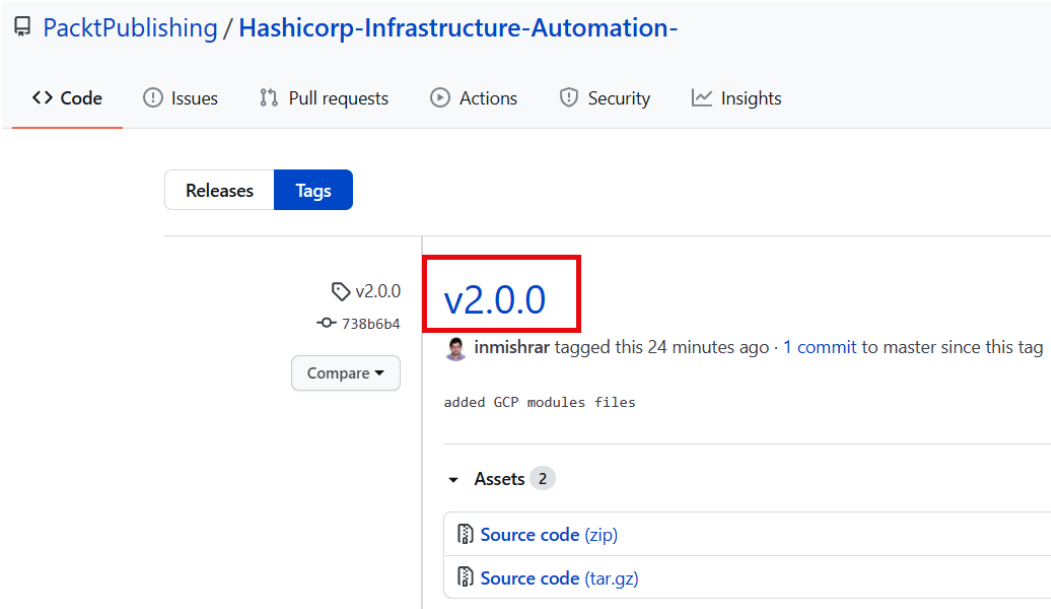 PacktPublishing / Hashicorp-Infrastructure-Automation-
Code Issues Pull requests Actions Security Insights
Releases Tags
v2.0.0
738b6b4
Compare
v2.0.0
inmishrar tagged this 24 minutes ago · 1 commit to master since this tag
added GCP modules files
Assets 2
Source code (zip)
Source code (tar.gz)